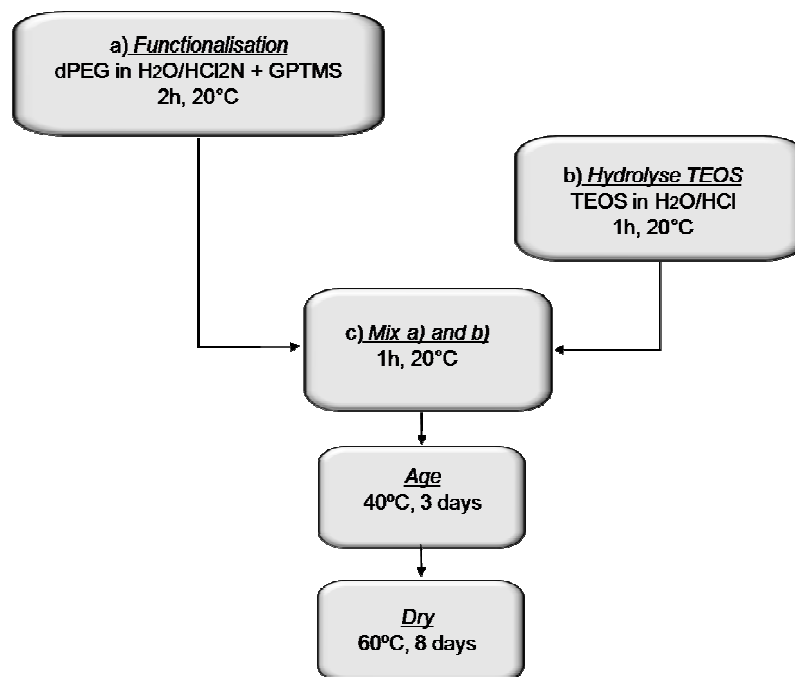 a) Functionalisation
dPEG in H2O/HCl2N + GPTMS
2h, 20°C
b) Hydrolyse TEOS
TEOS in H2O/HCl
1h, 20°C
c) Mix a) and b)
1h, 20°C
Age
40ºC, 3 days
Dry
60ºC, 8 days